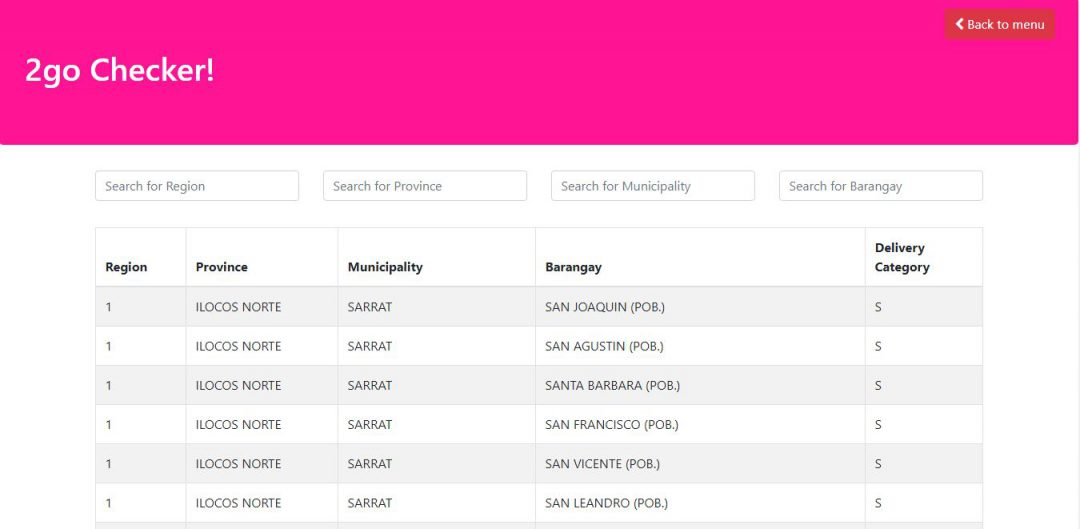 Back to menu
2go Checker!
Search for Region Search for Province Search for Municipality Search for Barangay
Region Province Municipality Barangay Delivery Category
1 ILOCOS NORTE SARRAT SAN JOAQUIN (POB.) S
1 ILOCOS NORTE SARRAT SAN AGUSTIN (POB.) S
1 ILOCOS NORTE SARRAT SANTA BARBARA (POB.) S
1 ILOCOS NORTE SARRAT SAN FRANCISCO (POB.) S
1 ILOCOS NORTE SARRAT SAN VICENTE (POB.) S
1 ILOCOS NORTE SARRAT SAN LEANDRO (POB.) S